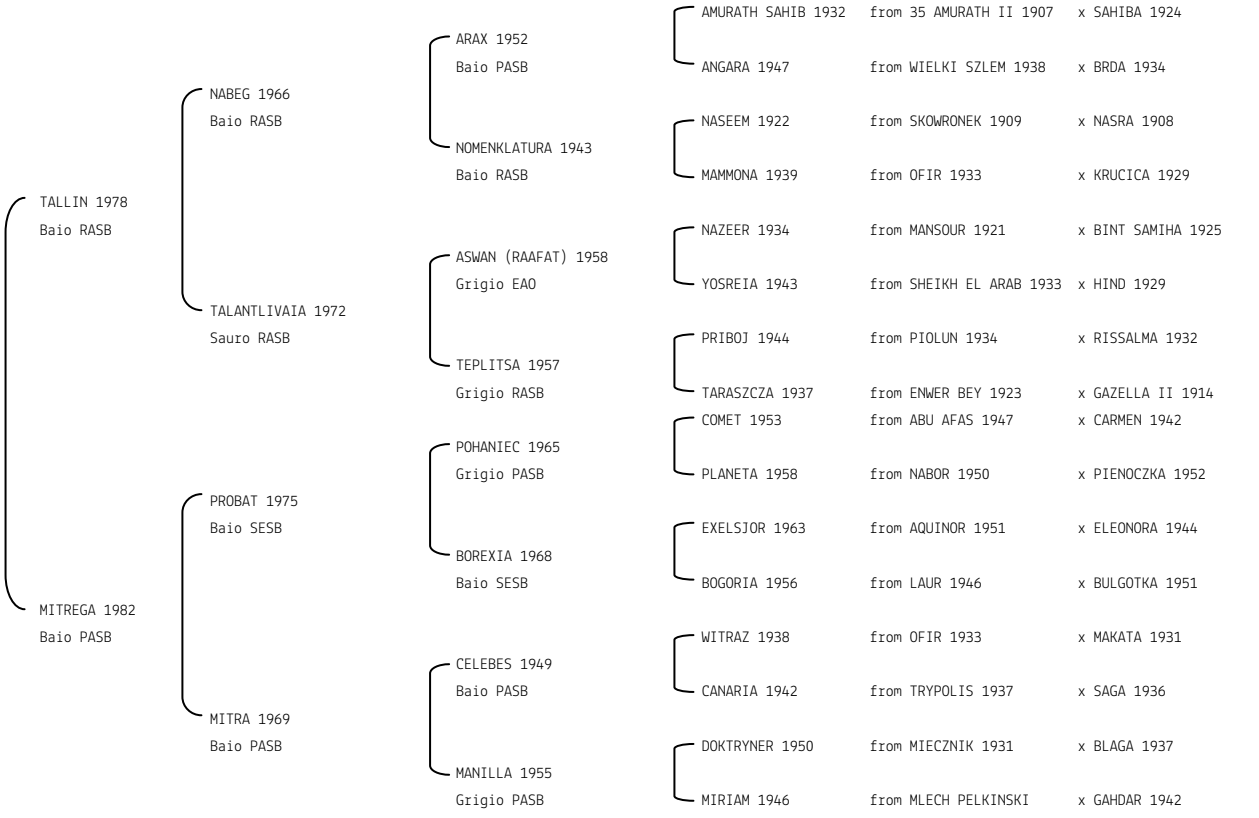 AMURATH SAHIB 1932 from 35 AMURATH II 1907 x SAHIBA 1924
ARAX 1952
Baio PASB
ANGARA 1947 from WIELKI SZLEM 1938 x BRDA 1934
NABEG 1966
Baio RASB
NASEEM 1922 from SKOWRONEK 1909 x NASRA 1908
NOMENKLATURA 1943
Baio RASB
MAMMONA 1939 from OFIR 1933 x KRUCICA 1929
TALLIN 1978
Baio RASB
NAZEER 1934 from MANSOUR 1921 x BINT SAMIHA 1925
ASWAN (RAAFAT) 1958
Grigio EAO
YOSREIA 1943 from SHEIKH EL ARAB 1933 x HIND 1929
TALANTLIVAIA 1972
Sauro RASB
PRIBOJ 1944 from PIOLUN 1934 x RISSALMA 1932
TEPLITSA 1957
Grigio RASB
TARASZCZA 1937 from ENWER BEY 1923 x GAZELLA II 1914
COMET 1953 from ABU AFAS 1947 x CARMEN 1942
POHANIEC 1965
Grigio PASB
PLANETA 1958 from NABOR 1950 x PIENOCZKA 1952
PROBAT 1975
Baio SESB
EXELSJOR 1963 from AQUINOR 1951 x ELEONORA 1944
BOREXIA 1968
Baio SESB
BOGORIA 1956 from LAUR 1946 x BULGOTKA 1951
MITREGA 1982
Baio PASB
WITRAZ 1938 from OFIR 1933 x MAKATA 1931
CELEBES 1949
Baio PASB
CANARIA 1942 from TRYPOLIS 1937 x SAGA 1936
MITRA 1969
Baio PASB
DOKTRYNER 1950 from MIECZNIK 1931 x BLAGA 1937
MANILLA 1955
Grigio PASB
MIRIAM 1946 from MLECH PELKINSKI x GAHDAR 1942